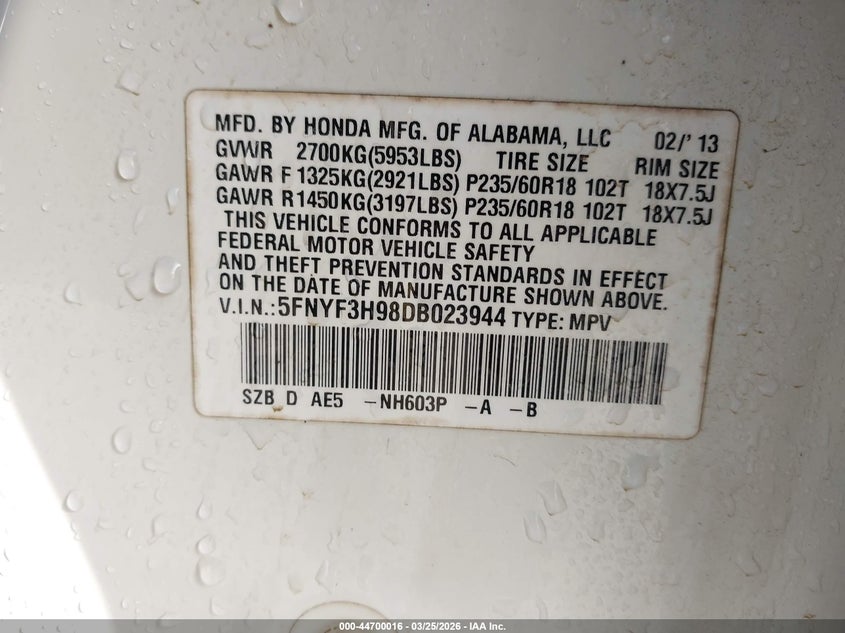 MFD. BY HONDA MFG. OF ALABAMA, LLC 02/'13
GVWR 2700KG(5953LBS) TIRE SIZE RIM SIZE
GAWR F 1325KG(2921LBS) P235/60R18 102T 18X7.5J
GAWR R1450KG(3197LBS) P235/60R18 102T 18X7.5J
THIS VEHICLE CONFORMS TO ALL APPLICABLE
FEDERAL MOTOR VEHICLE SAFETY
AND THEFT PREVENTION STANDARDS IN EFFECT
ON THE DATE OF MANUFACTURE SHOWN ABOVE.
V.I.N.:5FNYF3H98DB023944 TYPE: MPV
SZB D AE5 -NH603P -A -B
000-44700016 - 03/25/2026 - IAA Inc.